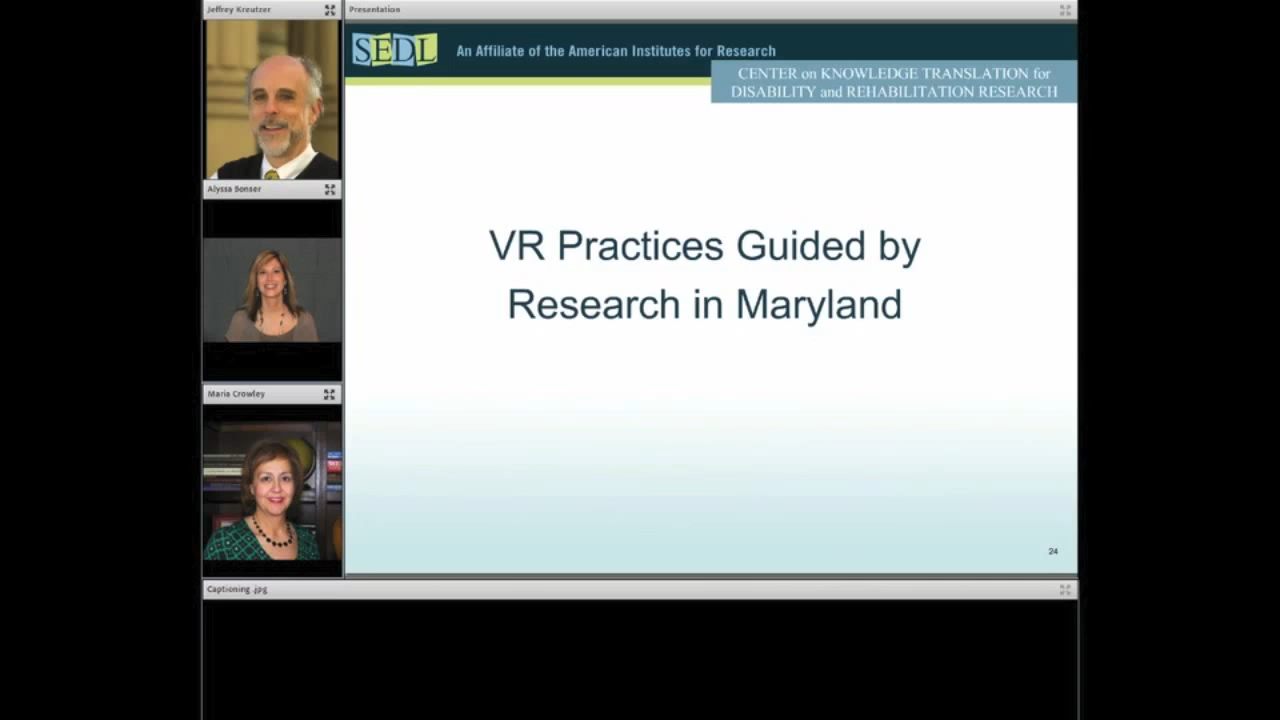 Jeffrey Kreutzer
Presentation
SEDL
An Affiliate of the American Institutes for Research
CENTER on KNOWLEDGE TRANSLATION for
DISABILITY and REHABILITATION RESEARCH
Alyssa Bonser
VR Practices Guided by
Research in Maryland
Maria Crowley
24
Captioning .jpg